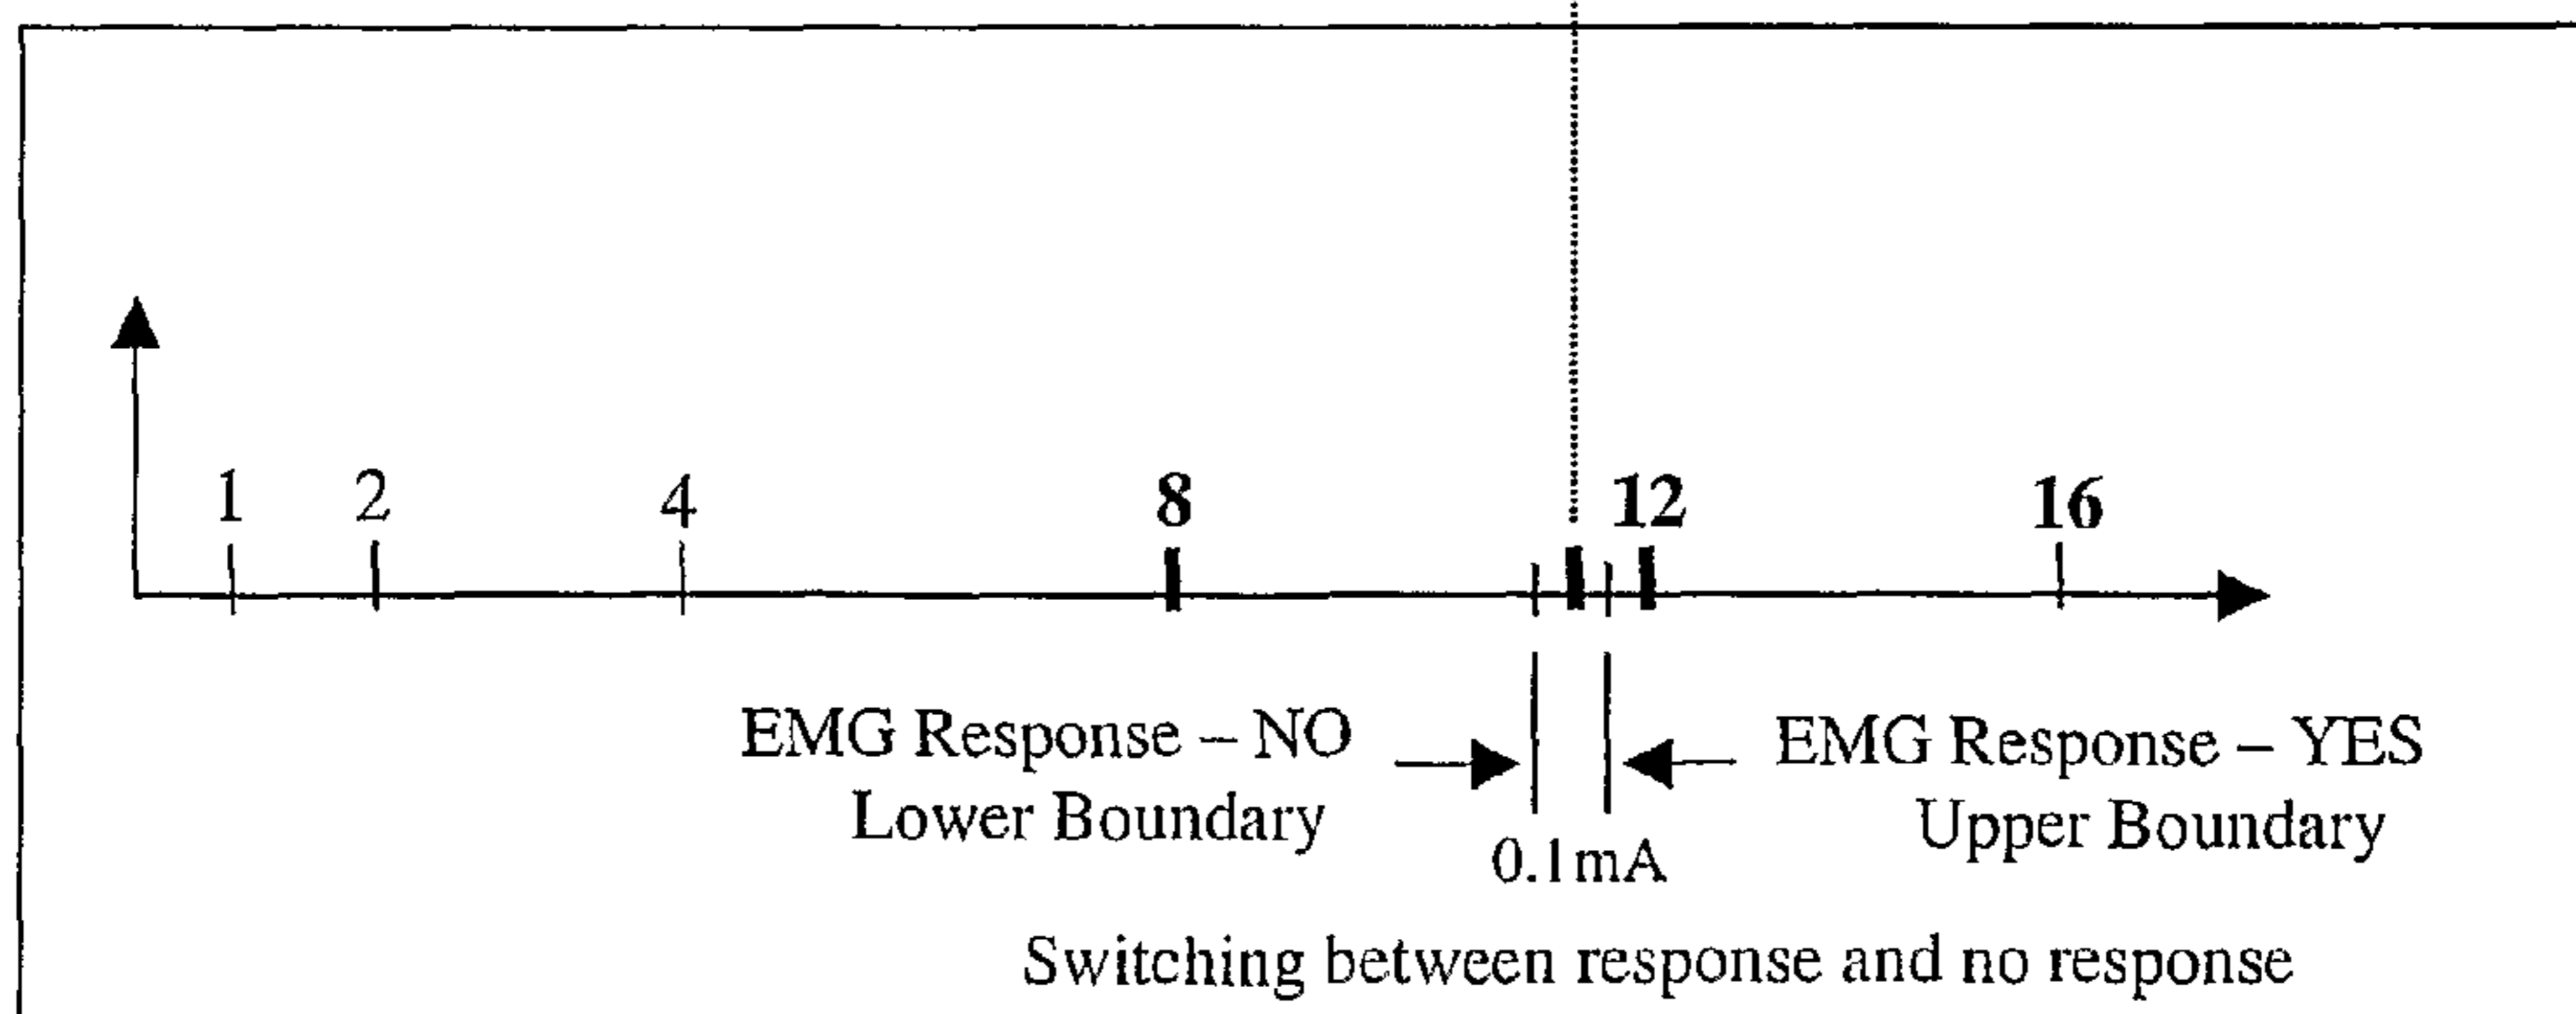 1 2 4 8 12 16
EMG Response – NO
Lower Boundary
EMG Response – YES
Upper Boundary
0.1mA
Switching between response and no response